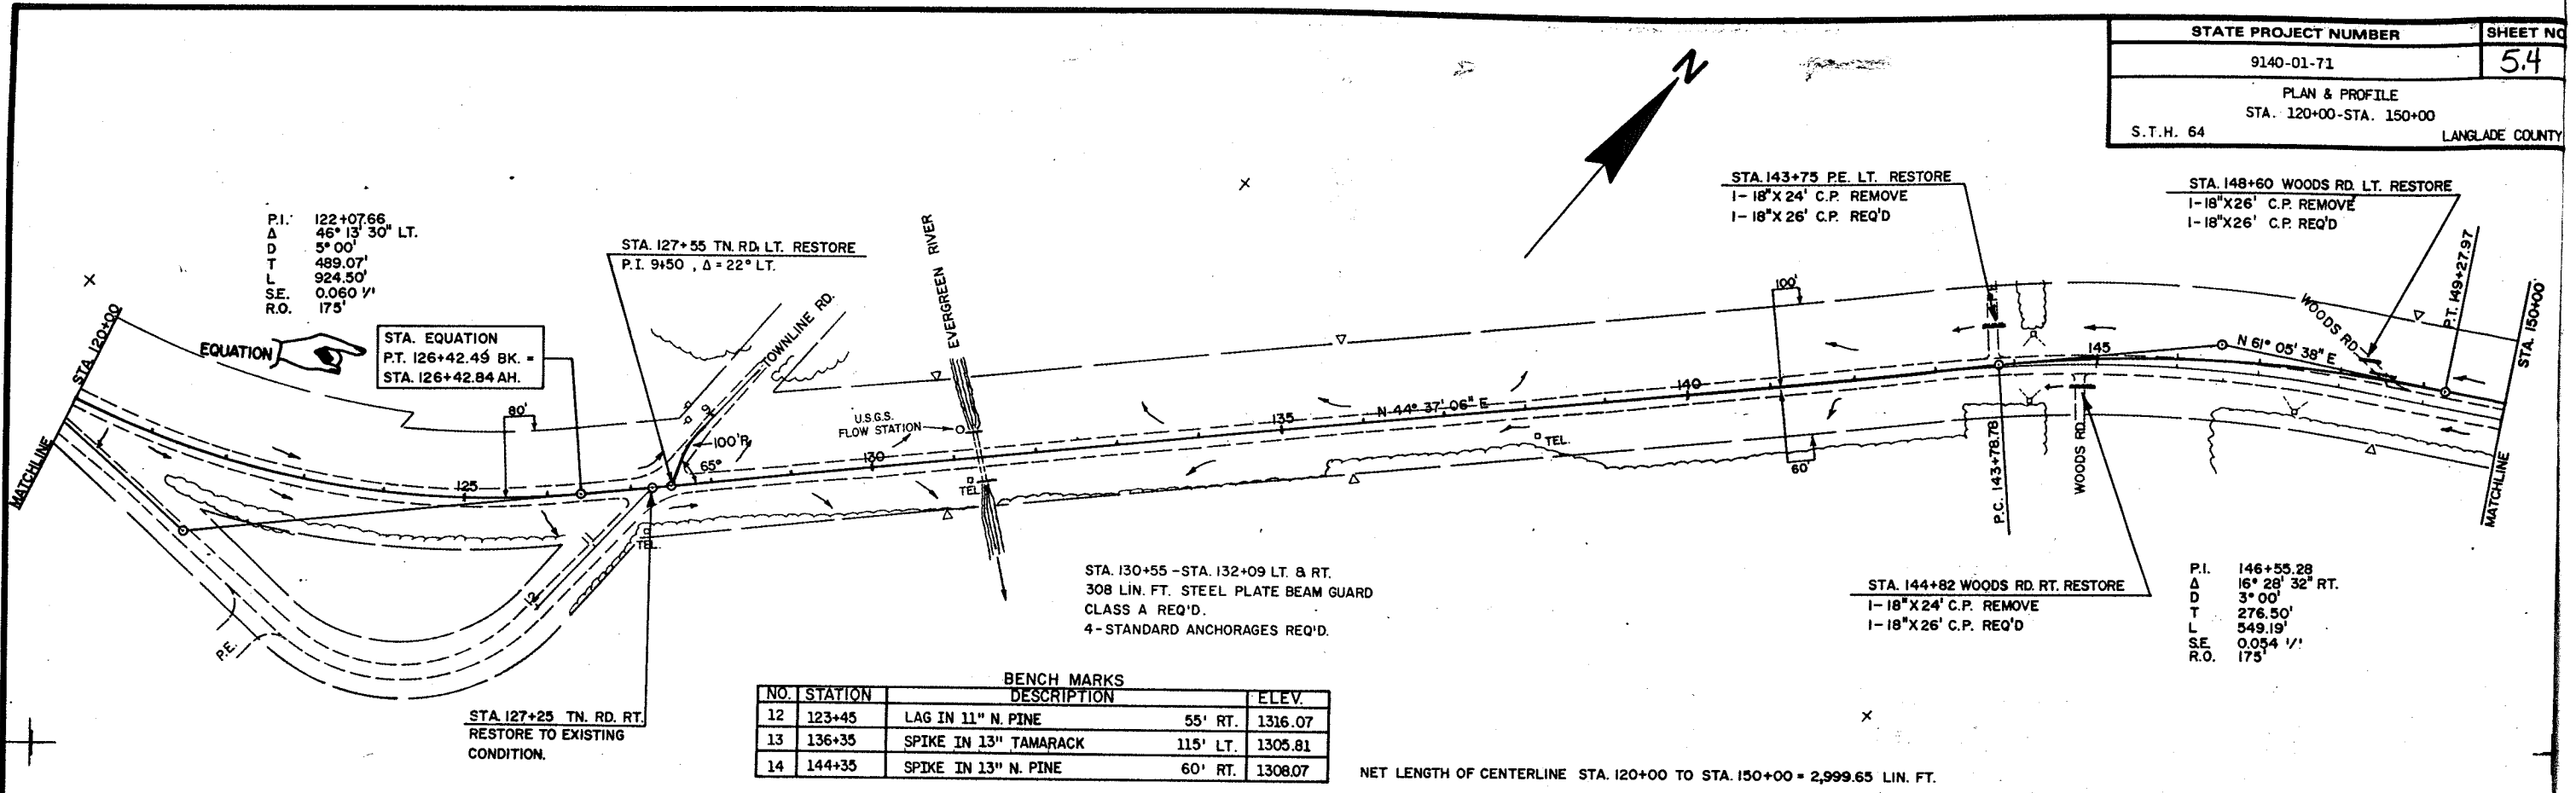 STATE PROJECT NUMBER
SHEET NO
9140-01-71
5.4
PLAN & PROFILE
STA. 120+00-STA. 150+00
S.T.H. 64
LANGLADE COUNTY
N
P.I. 122+07.66
Δ 46° 13' 30" LT.
D 5° 00'
T 489.07'
L 924.50'
S.E. 0.060 '/'
R.O. 175'
EQUATION
STA. EQUATION
P.T. 126+42.49 BK. =
STA. 126+42.84 AH.
STA. 127+55 TN. RD. LT. RESTORE
P.I. 9+50 , Δ = 22° LT.
EVERGREEN RIVER
STA. 143+75 P.E. LT. RESTORE
1-18"X 24' C.P. REMOVE
1-18"X 26' C.P. REQ'D
STA. 148+60 WOODS RD. LT. RESTORE
1-18"X26' C.P. REMOVE
1-18"X26' C.P. REQ'D
STA. 120+00
MATCHLINE
80'
125
TOWNLINE RD.
9
100'R
65°
U.S.G.S.
FLOW STATION
130
TEL
135
N 44° 37' 06" E
TEL.
140
100'
60'
P.E.
P.C. 143+78.78
145
WOODS RD.
N 61° 05' 38" E
WOODS RD.
P.T. 149+27.97
STA. 150+00
MATCHLINE
TEL.
11
12
P.E.
STA. 127+25 TN. RD. RT.
RESTORE TO EXISTING
CONDITION.
STA. 130+55 -STA. 132+09 LT. & RT.
308 LIN. FT. STEEL PLATE BEAM GUARD
CLASS A REQ'D.
4-STANDARD ANCHORAGES REQ'D.
STA. 144+82 WOODS RD. RT. RESTORE
1-18"X24' C.P. REMOVE
1-18"X26' C.P. REQ'D
P.I. 146+55.28
Δ 16° 28' 32" RT.
D 3° 00'
T 276.50'
L 549.19'
S.E. 0.054 '/'
R.O. 175'
BENCH MARKS
NO. STATION DESCRIPTION ELEV.
12 123+45 LAG IN 11" N. PINE 55' RT. 1316.07
13 136+35 SPIKE IN 13" TAMARACK 115' LT. 1305.81
14 144+35 SPIKE IN 13" N. PINE 60' RT. 1308.07
NET LENGTH OF CENTERLINE STA. 120+00 TO STA. 150+00 = 2,999.65 LIN. FT.